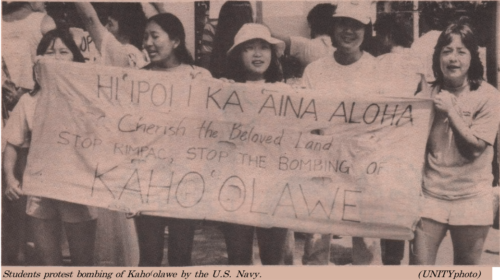 HI'IPOI I KA 'AINA ALOHA
Cherish the Beloved Land
STOP RIMPAC, STOP THE BOMBING OF
KAHO'OLAWE
Students protest bombing of Kaho'olawe by the U.S. Navy. (UNITYphoto)